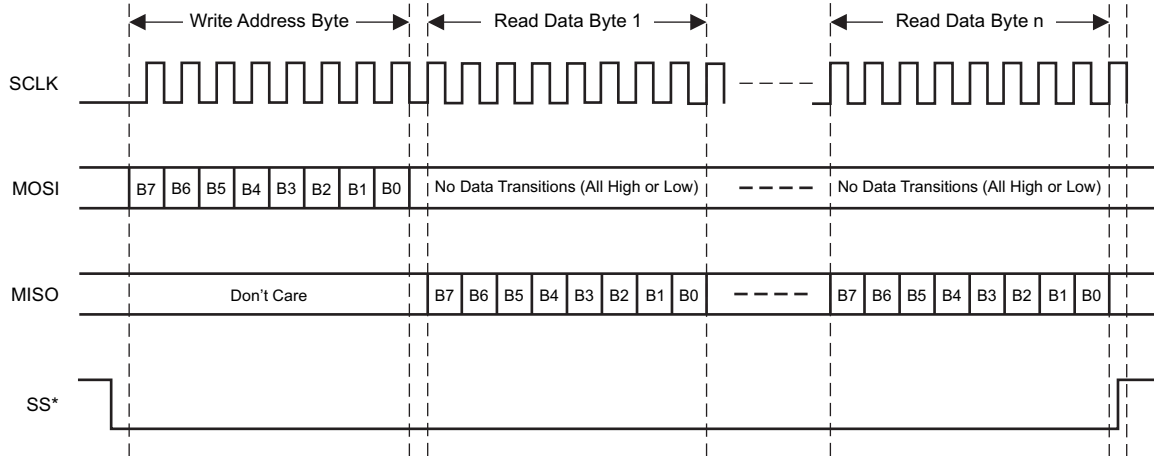 Write Address Byte Read Data Byte 1 Read Data Byte n
SCLK
MOSI B7 B6 B5 B4 B3 B2 B1 B0 No Data Transitions (All High or Low) No Data Transitions (All High or Low)
MISO Don't Care B7 B6 B5 B4 B3 B2 B1 B0 B7 B6 B5 B4 B3 B2 B1 B0
SS*